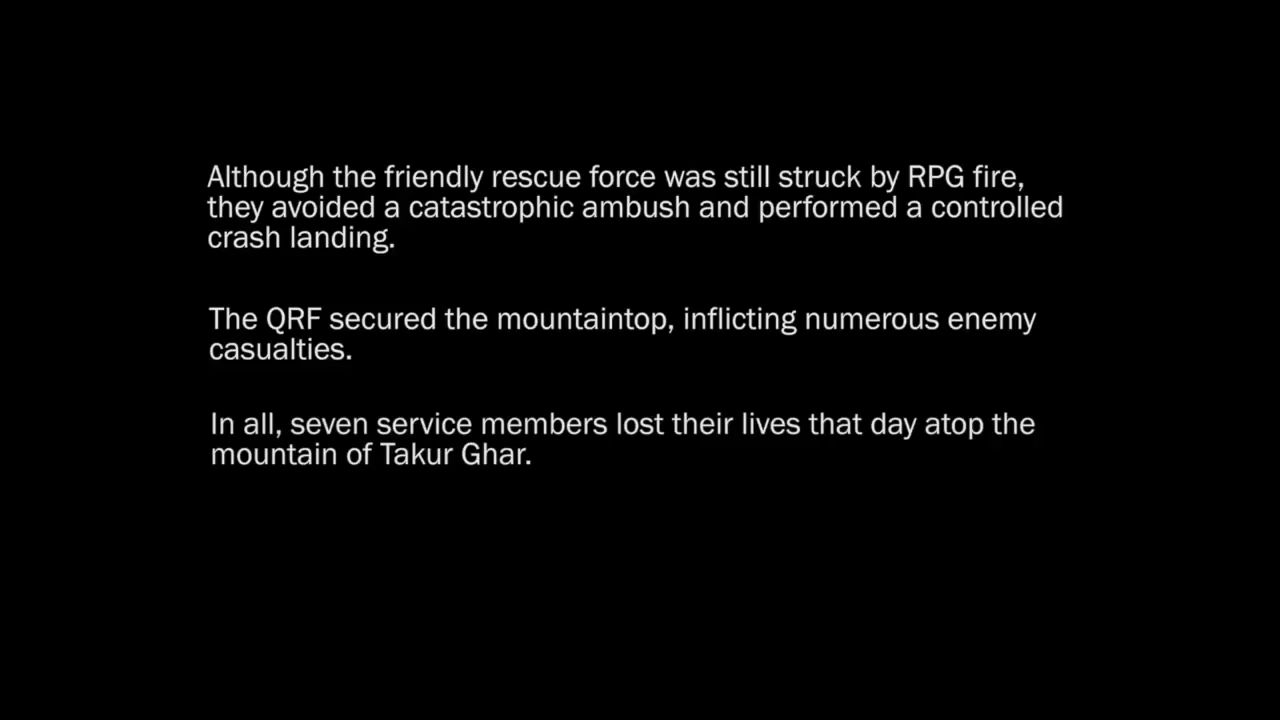 Although the friendly rescue force was still struck by RPG fire,
they avoided a catastrophic ambush and performed a controlled
crash landing.
The QRF secured the mountaintop, inflicting numerous enemy
casualties.
In all, seven service members lost their lives that day atop the
mountain of Takur Ghar.